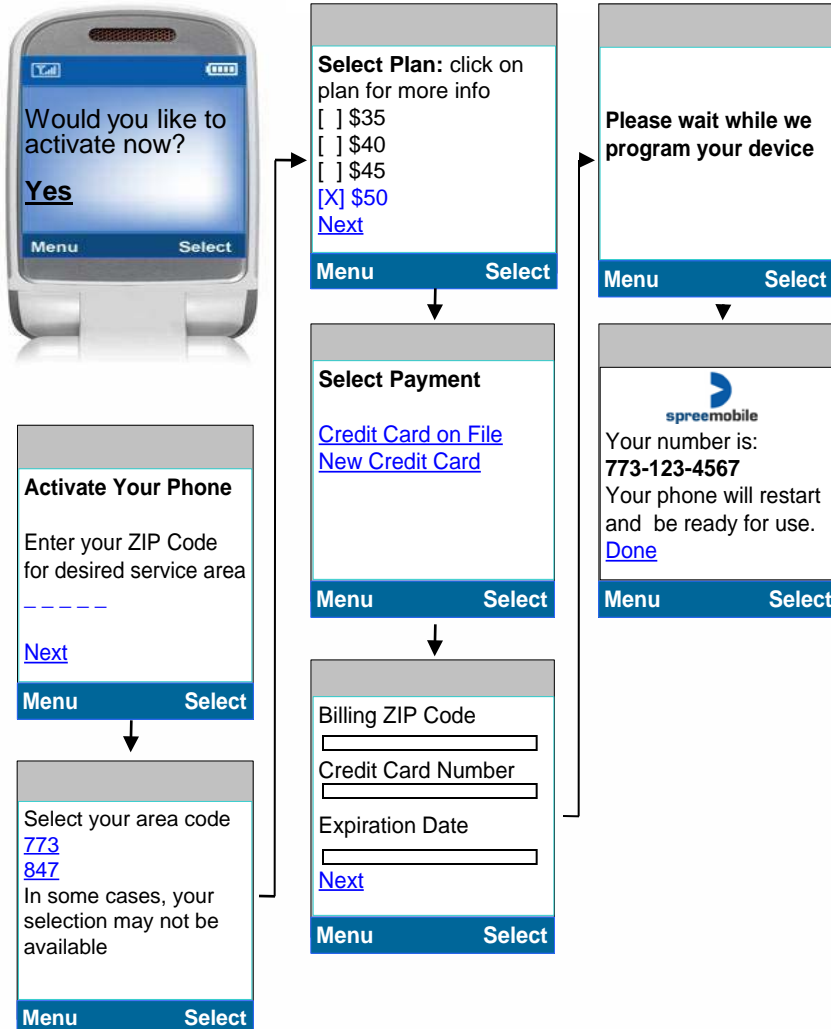 Would you like to
activate now?
Yes
Menu Select
Activate Your Phone
Enter your ZIP Code
for desired service area
_ _ _ _ _
Next
Menu Select
Select your area code
773
847
In some cases, your
selection may not be
available
Menu Select
Select Plan: click on
plan for more info
[ ] $35
[ ] $40
[ ] $45
[X] $50
Next
Menu Select
Select Payment
Credit Card on File
New Credit Card
Menu Select
Billing ZIP Code
Credit Card Number
Expiration Date
Next
Menu Select
Please wait while we
program your device
Menu Select
spreemobile
Your number is:
773-123-4567
Your phone will restart
and be ready for use.
Done
Menu Select